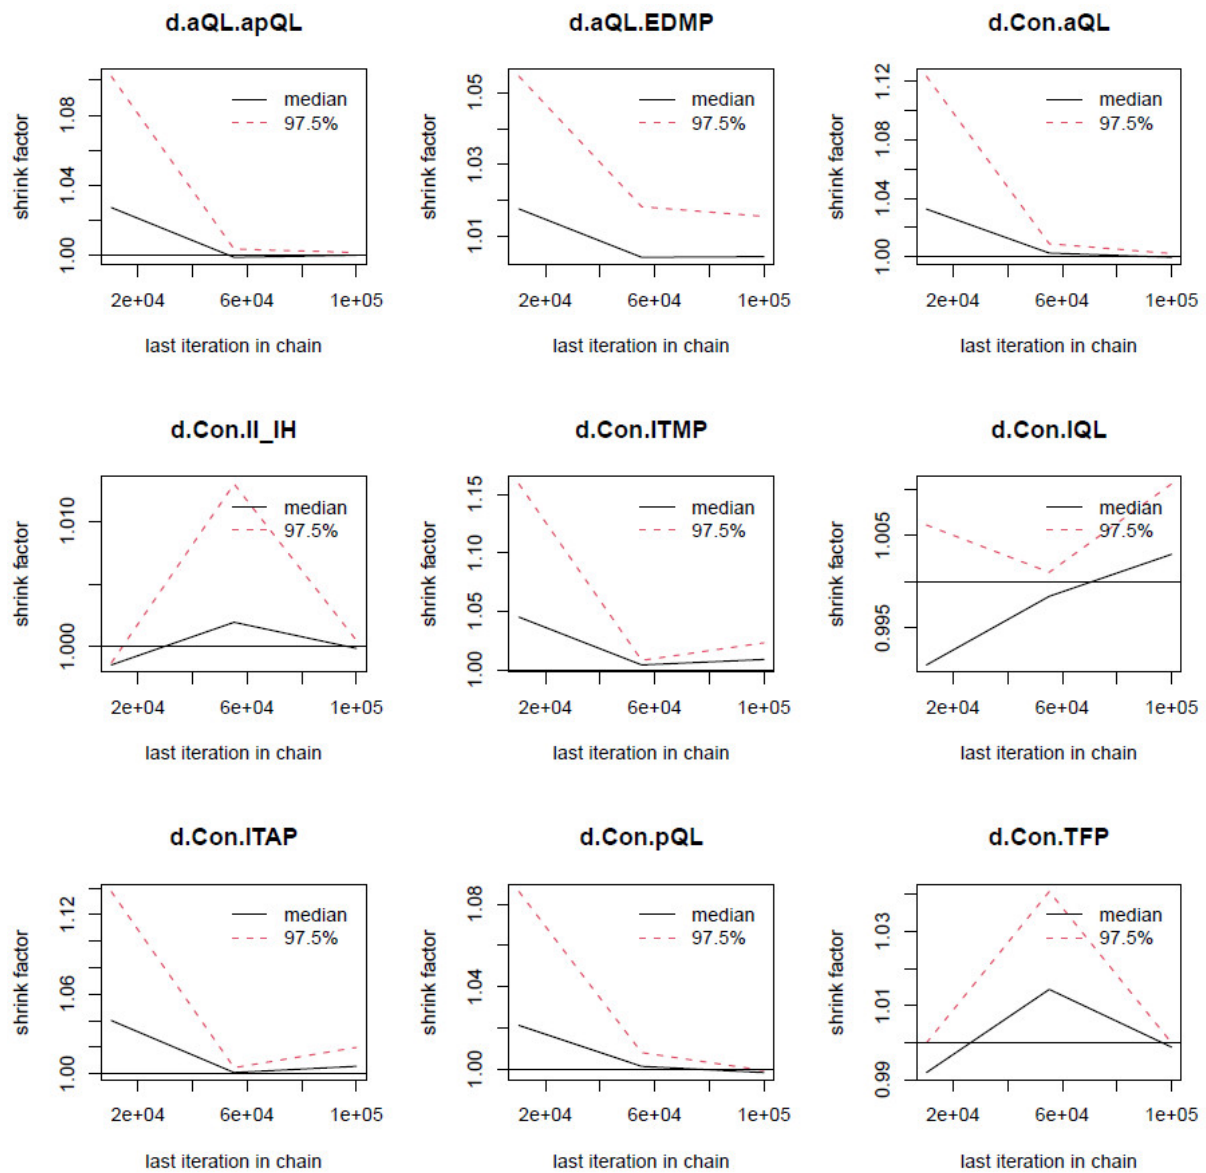 d.aQL.apQL
shrink factor
1.00 1.04 1.08
median
97.5%
2e+04 6e+04 1e+05
last iteration in chain
d.aQL.EDMP
shrink factor
1.01 1.03 1.05
median
97.5%
2e+04 6e+04 1e+05
last iteration in chain
d.Con.aQL
shrink factor
1.00 1.04 1.08 1.12
median
97.5%
2e+04 6e+04 1e+05
last iteration in chain
d.Con.II_IH
shrink factor
1.000 1.010
median
97.5%
2e+04 6e+04 1e+05
last iteration in chain
d.Con.ITMP
shrink factor
1.00 1.05 1.10 1.15
median
97.5%
2e+04 6e+04 1e+05
last iteration in chain
d.Con.IQL
shrink factor
0.995 1.005
median
97.5%
2e+04 6e+04 1e+05
last iteration in chain
d.Con.ITAP
shrink factor
1.00 1.06 1.12
median
97.5%
2e+04 6e+04 1e+05
last iteration in chain
d.Con.pQL
shrink factor
1.00 1.04 1.08
median
97.5%
2e+04 6e+04 1e+05
last iteration in chain
d.Con.TFP
shrink factor
0.99 1.01 1.03
median
97.5%
2e+04 6e+04 1e+05
last iteration in chain